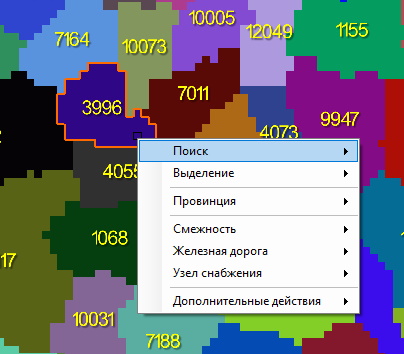 10005
7164
10073
12049
1155
3996
7011
9947
4073
4055
Поиск
Выделение
Провинция
1068
Смежность
Железная дорога
17
Узел снабжения
10031
Дополнительные действия
7188